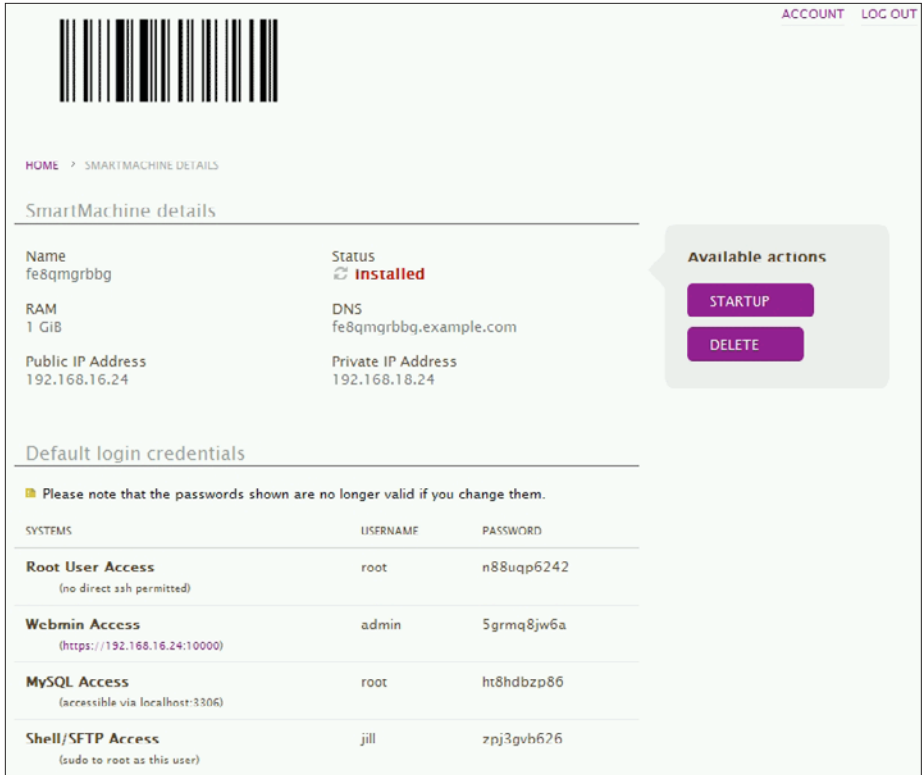 ACCOUNT LOG OUT
HOME > SMARTMACHINE DETAILS
SmartMachine details
Name Status
fe8qmgrbbg Installed
RAM DNS
1 GiB fe8qmgrbbg.example.com
Public IP Address Private IP Address
192.168.16.24 192.168.18.24
Available actions
STARTUP
DELETE
Default login credentials
Please note that the passwords shown are no longer valid if you change them.
SYSTEMS USERNAME PASSWORD
Root User Access root n88uqp6242
(no direct ssh permitted)
Webmin Access admin 5grmq8jw6a
(https://192.168.16.24:10000)
MySQL Access root ht8hdbzp86
(accessible via localhost:3306)
Shell/SFTP Access jill zpj3gvb626
(sudo to root as this user)